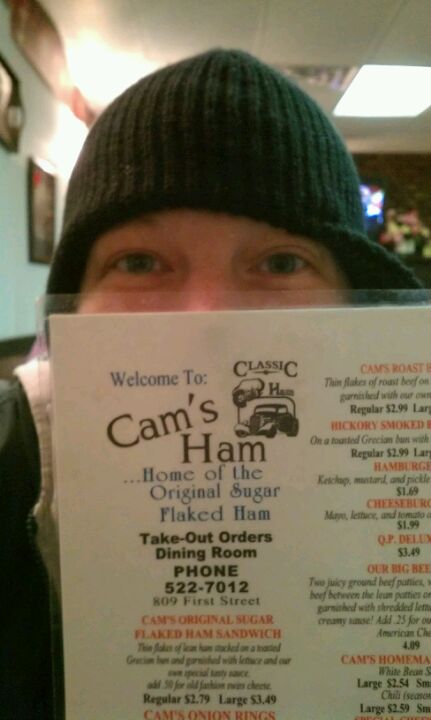 Welcome To:
CLASSIC
Ham
Cam's
Ham
...Home of the
Original Sugar
Flaked Ham
Take-Out Orders
Dining Room
PHONE
522-7012
809 First Street
CAM'S ORIGINAL SUGAR
FLAKED HAM SANDWICH
Thin flakes of lean ham stacked on a toasted
Grecian bun and garnished with lettuce and our
own special tasty sauce.
add .50 for old fashion swiss cheese.
Regular $2.79 Large $3.49
CAM'S ONION RINGS
CAM'S ROAST
Thin flakes of roast beef on
garnished with our own
Regular $2.99
HICKORY SMOKED
On a toasted Grecian bun with
Regular $2.99
HAMBURGE
Ketchup, mustard, and pickle
$1.69
CHEESEBURG
Mayo, lettuce, and tomato
$1.99
Q.P. DELU
$3.49
OUR BIG BEE
Two juicy ground beef patties,
beef between the lean patties
garnished with shredded
creamy sause! Add .25 for
American
4.09
CAM'S HOMEMA
White Bean
Large $2.54
Chili
Large $2.59